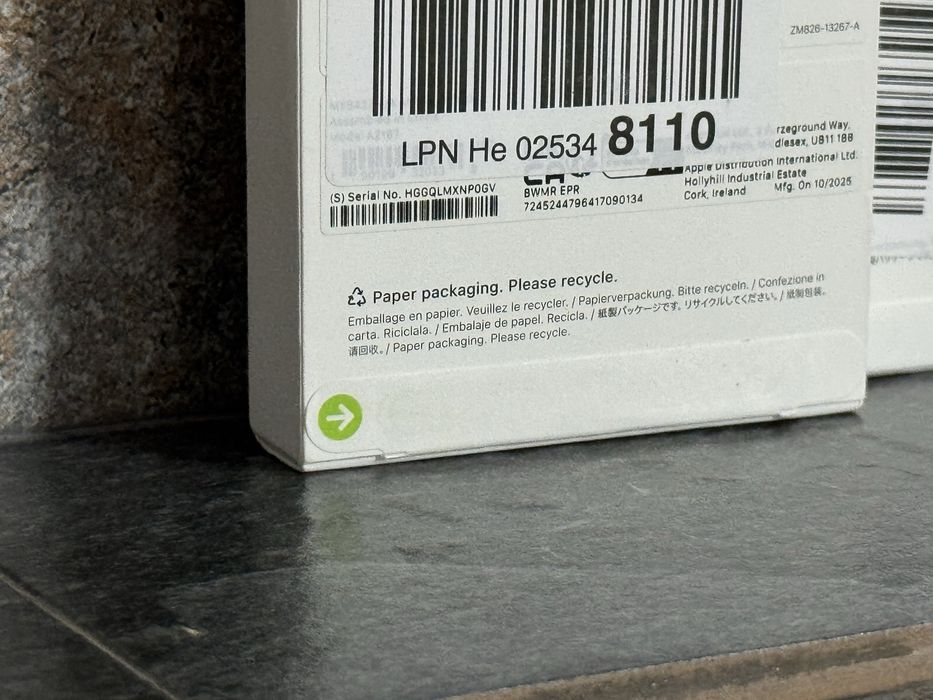 ZM826-13267-A
LPN He 02534 8110
rzeground Way,
dlesex, UB11 1BB
Apple Distribution International Ltd.
Hollyhill Industrial Estate
Cork, Ireland Mfg. On 10/2025
(S) Serial No. HGGQLMXNP0GV
8WMR EPR
7245244796417090134
Paper packaging. Please recycle.
Emballage en papier. Veuillez le recycler. / Papierverpackung. Bitte recyceln. / Confezione in
carta. Riciclala. / Embalaje de papel. Recicla. / 紙製パッケージです。リサイクルしてください。/ 紙製包装。
请回收。/ Paper packaging. Please recycle.